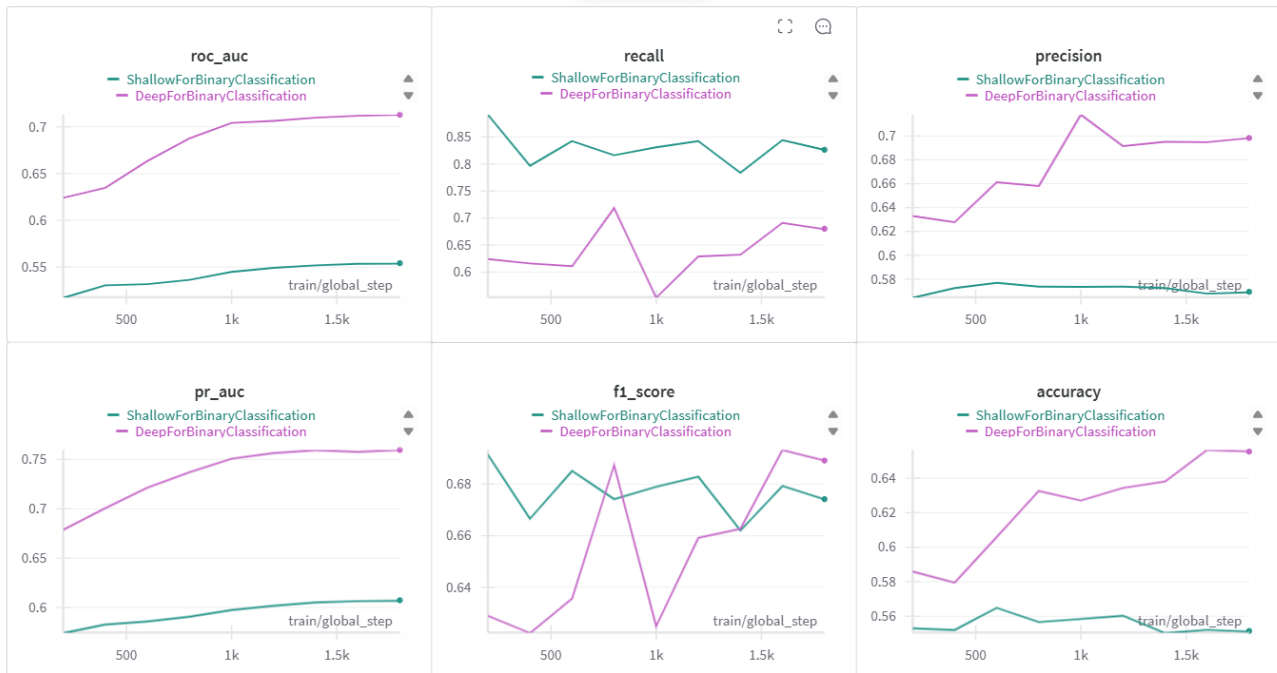 roc_auc
ShallowForBinaryClassification
DeepForBinaryClassification
0.7
0.65
0.6
0.55
train/global_step
500
1k
1.5k
recall
ShallowForBinaryClassification
DeepForBinaryClassification
0.85
0.8
0.75
0.7
0.65
0.6
train/global_step
500
1k
1.5k
precision
ShallowForBinaryClassification
DeepForBinaryClassification
0.7
0.68
0.66
0.64
0.62
0.6
0.58
train/global_step
500
1k
1.5k
pr_auc
ShallowForBinaryClassification
DeepForBinaryClassification
0.75
0.7
0.65
0.6
train/global_step
500
1k
1.5k
f1_score
ShallowForBinaryClassification
DeepForBinaryClassification
0.68
0.66
0.64
train/global_step
500
1k
1.5k
accuracy
ShallowForBinaryClassification
DeepForBinaryClassification
0.64
0.62
0.6
0.58
0.56
train/global_step
500
1k
1.5k